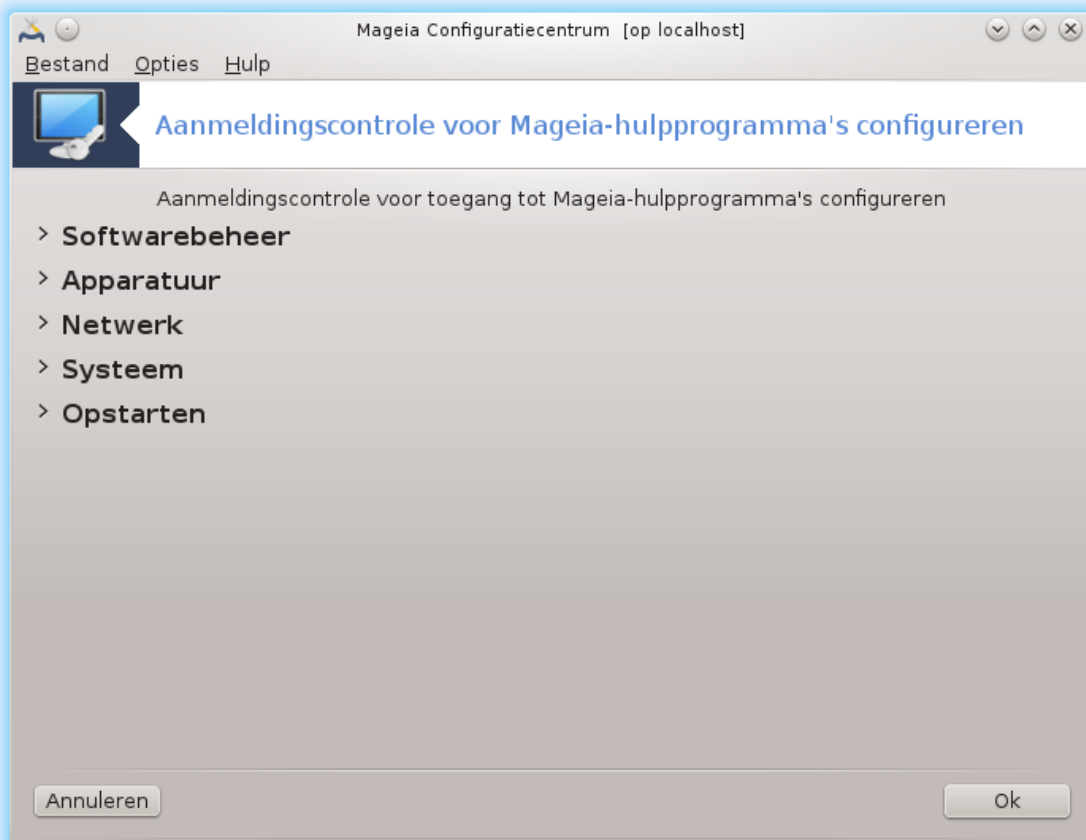 Mageia Configuratiecentrum [op localhost]
Bestand Opties Hulp
Aanmeldingscontrole voor Mageia-hulpprogramma's configureren
Aanmeldingscontrole voor toegang tot Mageia-hulpprogramma's configureren
Softwarebeheer
Apparatuur
Netwerk
Systeem
Opstarten
Annuleren Ok